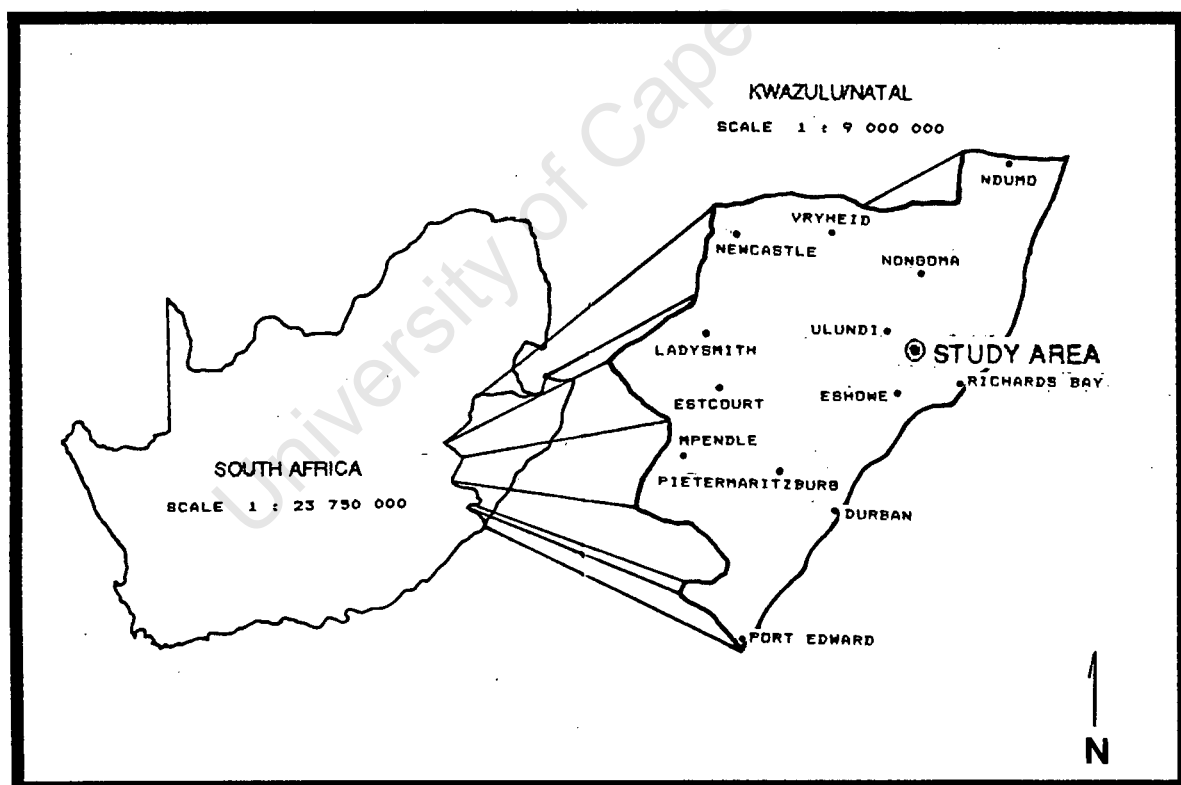 KWAZULU/NATAL
SCALE 1 : 9 000 000
NDUMO
VRYHEID
NEWCASTLE
NONGOMA
ULUNDI
LADYSMITH
STUDY AREA
RICHARDS BAY
ESTCOURT
ESHOWE
MPENDLE
SOUTH AFRICA
PIETERMARITZBURG
SCALE 1 : 23 750 000
DURBAN
PORT EDWARD
N
University of Cape